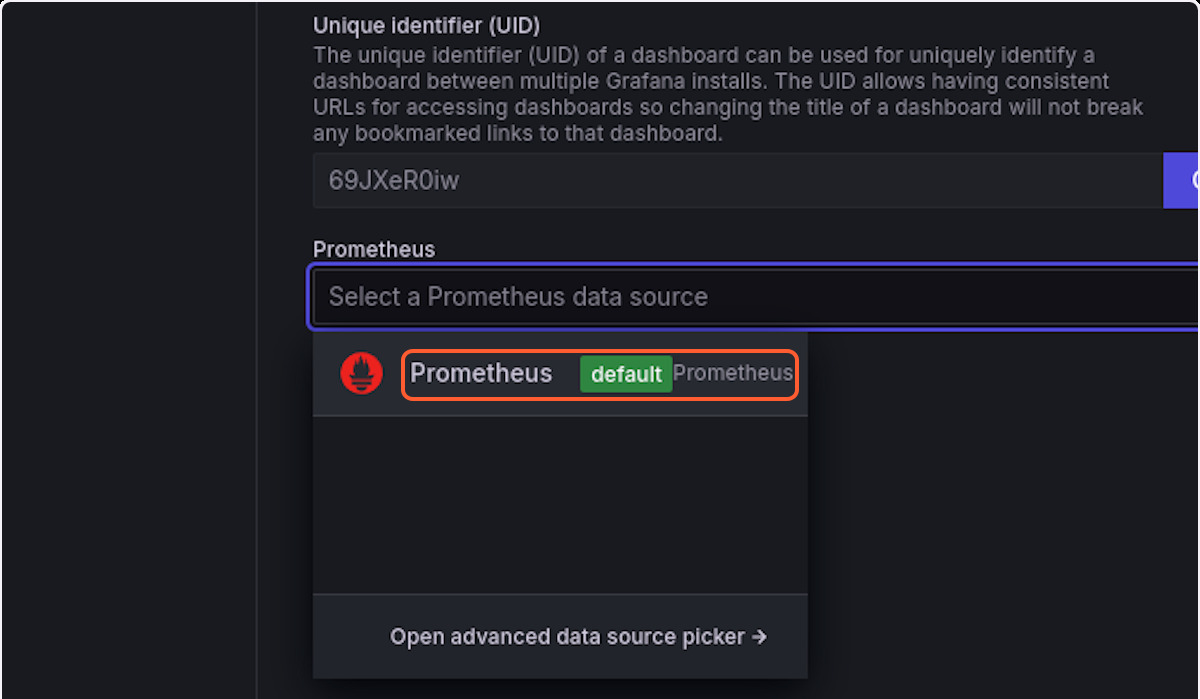 Unique identifier (UID)
The unique identifier (UID) of a dashboard can be used for uniquely identify a
dashboard between multiple Grafana installs. The UID allows having consistent
URLs for accessing dashboards so changing the title of a dashboard will not break
any bookmarked links to that dashboard.
69JXeR0iw
Prometheus
Select a Prometheus data source
Prometheus default Prometheus
Open advanced data source picker →